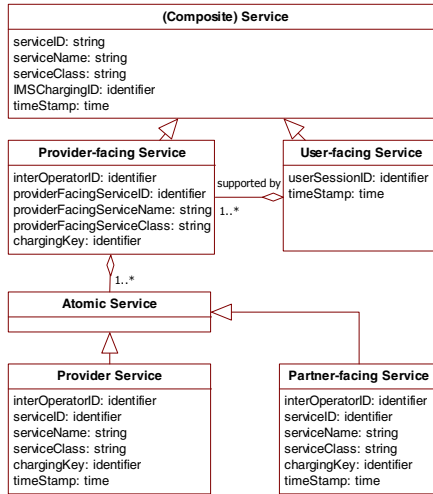 (Composite) Service
serviceID: string
serviceName: string
serviceClass: string
IMSChargingID: identifier
timeStamp: time
Provider-facing Service
interOperatorID: identifier
providerFacingServiceID: identifier
providerFacingServiceName: string
providerFacingServiceClass: string
chargingKey: identifier
supported by
1..*
User-facing Service
userSessionID: identifier
timeStamp: time
1..*
Atomic Service
Provider Service
interOperatorID: identifier
serviceID: identifier
serviceName: string
serviceClass: string
chargingKey: identifier
timeStamp: time
Partner-facing Service
interOperatorID: identifier
serviceID: identifier
serviceName: string
serviceClass: string
chargingKey: identifier
timeStamp: time